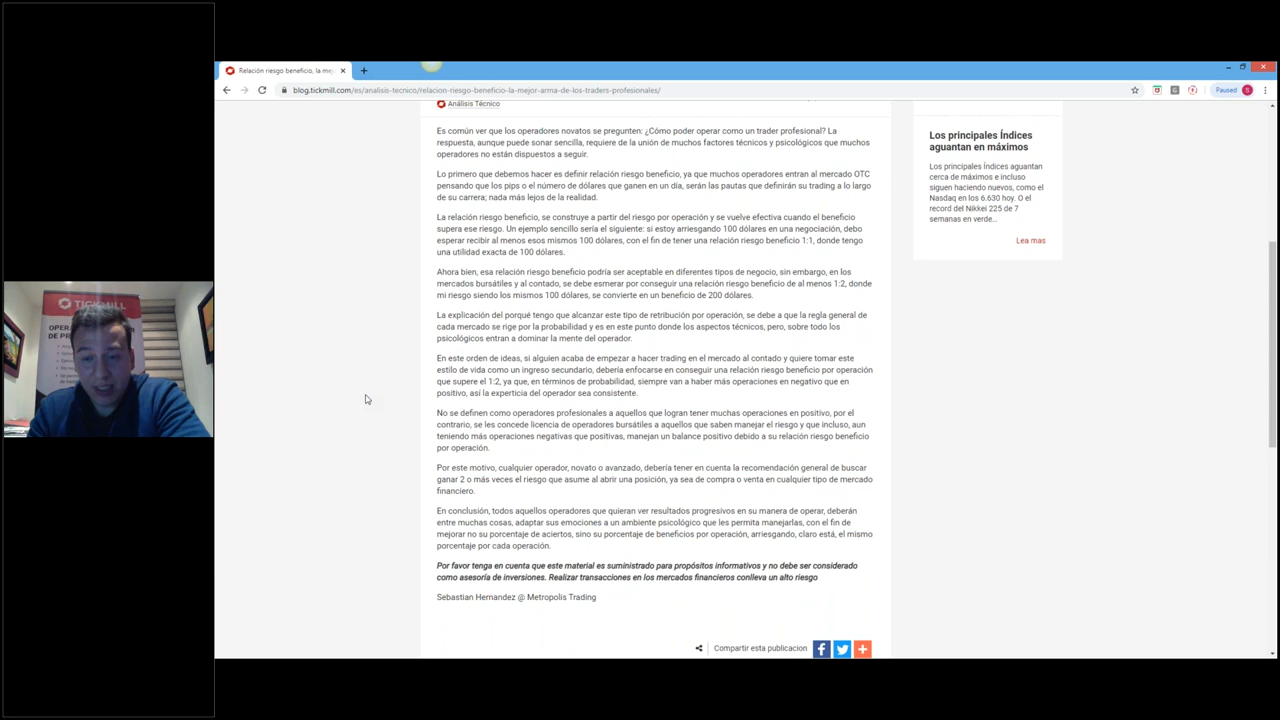 Relación riesgo beneficio, la me
blog.tickmill.com/es/analisis-tecnico/relacion-riesgo-beneficio-la-mejor-arma-de-los-traders-profesionales/
Paused
S
Análisis Técnico
Es común ver que los operadores novatos se pregunten: ¿Cómo poder operar como un trader profesional? La
respuesta, aunque puede sonar sencilla, requiere de la unión de muchos factores técnicos y psicológicos que muchos
operadores no están dispuestos a seguir.
Lo primero que debemos hacer es definir relación riesgo beneficio, ya que muchos operadores entran al mercado OTC
pensando que los pips o el número de dólares que ganen en un día, serán las pautas que definirán su trading a lo largo
de su carrera; nada más lejos de la realidad.
La relación riesgo beneficio, se construye a partir del riesgo por operación y se vuelve efectiva cuando el beneficio
supera ese riesgo. Un ejemplo sencillo sería el siguiente: si estoy arriesgando 100 dólares en una negociación, debo
esperar recibir al menos esos mismos 100 dólares, con el fin de tener una relación riesgo beneficio 1:1, donde tengo
una utilidad exacta de 100 dólares.
Ahora bien, esa relación riesgo beneficio podría ser aceptable en diferentes tipos de negocio, sin embargo, en los
mercados bursátiles y al contado, se debe esmerar por conseguir una relación riesgo beneficio de al menos 1:2, donde
mi riesgo siendo los mismos 100 dólares, se convierte en un beneficio de 200 dólares.
La explicación del porqué tengo que alcanzar este tipo de retribución por operación, se debe a que la regla general de
cada mercado se rige por la probabilidad y es en este punto donde los aspectos técnicos, pero, sobre todo los
psicológicos entran a dominar la mente del operador.
En este orden de ideas, si alguien acaba de empezar a hacer trading en el mercado al contado y quiere tomar este
estilo de vida como un ingreso secundario, debería enfocarse en conseguir una relación riesgo beneficio por operación
que supere el 1:2, ya que, en términos de probabilidad, siempre van a haber más operaciones en negativo que en
positivo, así la experticia del operador sea consistente.
No se definen como operadores profesionales a aquellos que logran tener muchas operaciones en positivo, por el
contrario, se les concede licencia de operadores bursátiles a aquellos que saben manejar el riesgo y que incluso, aun
teniendo más operaciones negativas que positivas, manejan un balance positivo debido a su relación riesgo beneficio
por operación.
Por este motivo, cualquier operador, novato o avanzado, debería tener en cuenta la recomendación general de buscar
ganar 2 o más veces el riesgo que asume al abrir una posición, ya sea de compra o venta en cualquier tipo de mercado
financiero.
En conclusión, todos aquellos operadores que quieran ver resultados progresivos en su manera de operar, deberán
entre muchas cosas, adaptar sus emociones a un ambiente psicológico que les permita manejarlas, con el fin de
mejorar no su porcentaje de aciertos, sino su porcentaje de beneficios por operación, arriesgando, claro está, el mismo
porcentaje por cada operación.
Por favor tenga en cuenta que este material es suministrado para propósitos informativos y no debe ser considerado
como asesoría de inversiones. Realizar transacciones en los mercados financieros conlleva un alto riesgo
Sebastian Hernandez @ Metropolis Trading
Compartir esta publicacion
Los principales Índices
aguantan en máximos
Los principales Índices aguantan
cerca de máximos e incluso
siguen haciendo nuevos, como el
Nasdaq en los 6.630 hoy. O el
record del Nikkei 225 de 7
semanas en verde...
Lea mas
TICKMILL